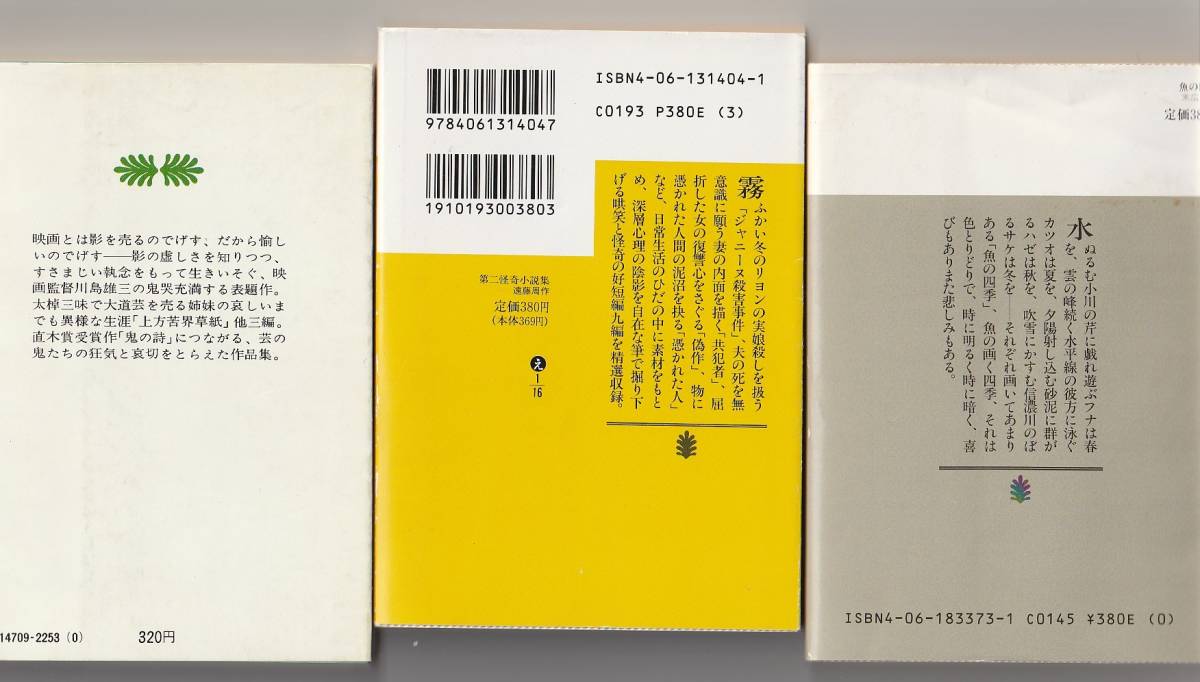 映画とは影を売るのでげす、だから愉し
いのでげす――影の虚しさを知りつつ、
すさまじい執念をもって生きいそぐ、映
画監督川島雄三の鬼哭充満する表題作。
太棹三味で大道芸を売る姉妹の哀しいま
でも異様な生涯「上方苦界草紙」他三編。
直木賞受賞作「鬼の詩」につながる、芸の
鬼たちの狂気と哀切をとらえた作品集。
14709-2253 (0)
320円
ISBN4-06-131404-1
C0193 P380E (3)
9784061314047
1910193003803
霧ふかい冬のリヨンの実娘殺しを扱う
「ジャニーヌ殺害事件」、夫の死を無
意識に願う妻の内面を描く「共犯者」、屈
折した女の復讐心をさぐる「偽作」、物に
憑かれた人間の泥沼を抉る「憑かれた人」
など、日常生活のひだの中に素材をもと
め、深層心理の陰影を自在な筆で掘り下
げる哄笑と怪奇の好短編九編を精選収録。
第二怪奇小説集
遠藤周作
定価380円
(本体369円)
え
1
16
魚の
定価38
水ぬるむ小川の芹に戯れ遊ぶフナは春
を、雲の峰続く水平線の彼方に泳ぐ
カツオは夏を、夕陽射し込む砂泥に群が
るハゼは秋を、吹雪にかすむ信濃川のぼ
るサケは冬を――それぞれ画いてあまり
ある「魚の四季」、魚の画く四季、それは
色とりどりで、時に明るく時に暗く、喜
びもありまた悲しみもある。
ISBN4-06-183373-1 C0145 ¥380E (0)